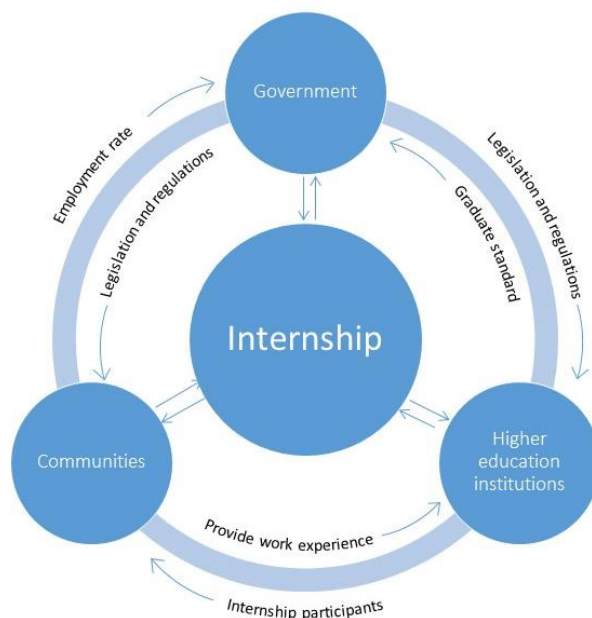 Government
Employment rate
Legislation and regulations
Legislation and regulations
Graduate standard
Internship
Communities
Higher
education
institutions
Provide work experience
Internship participants